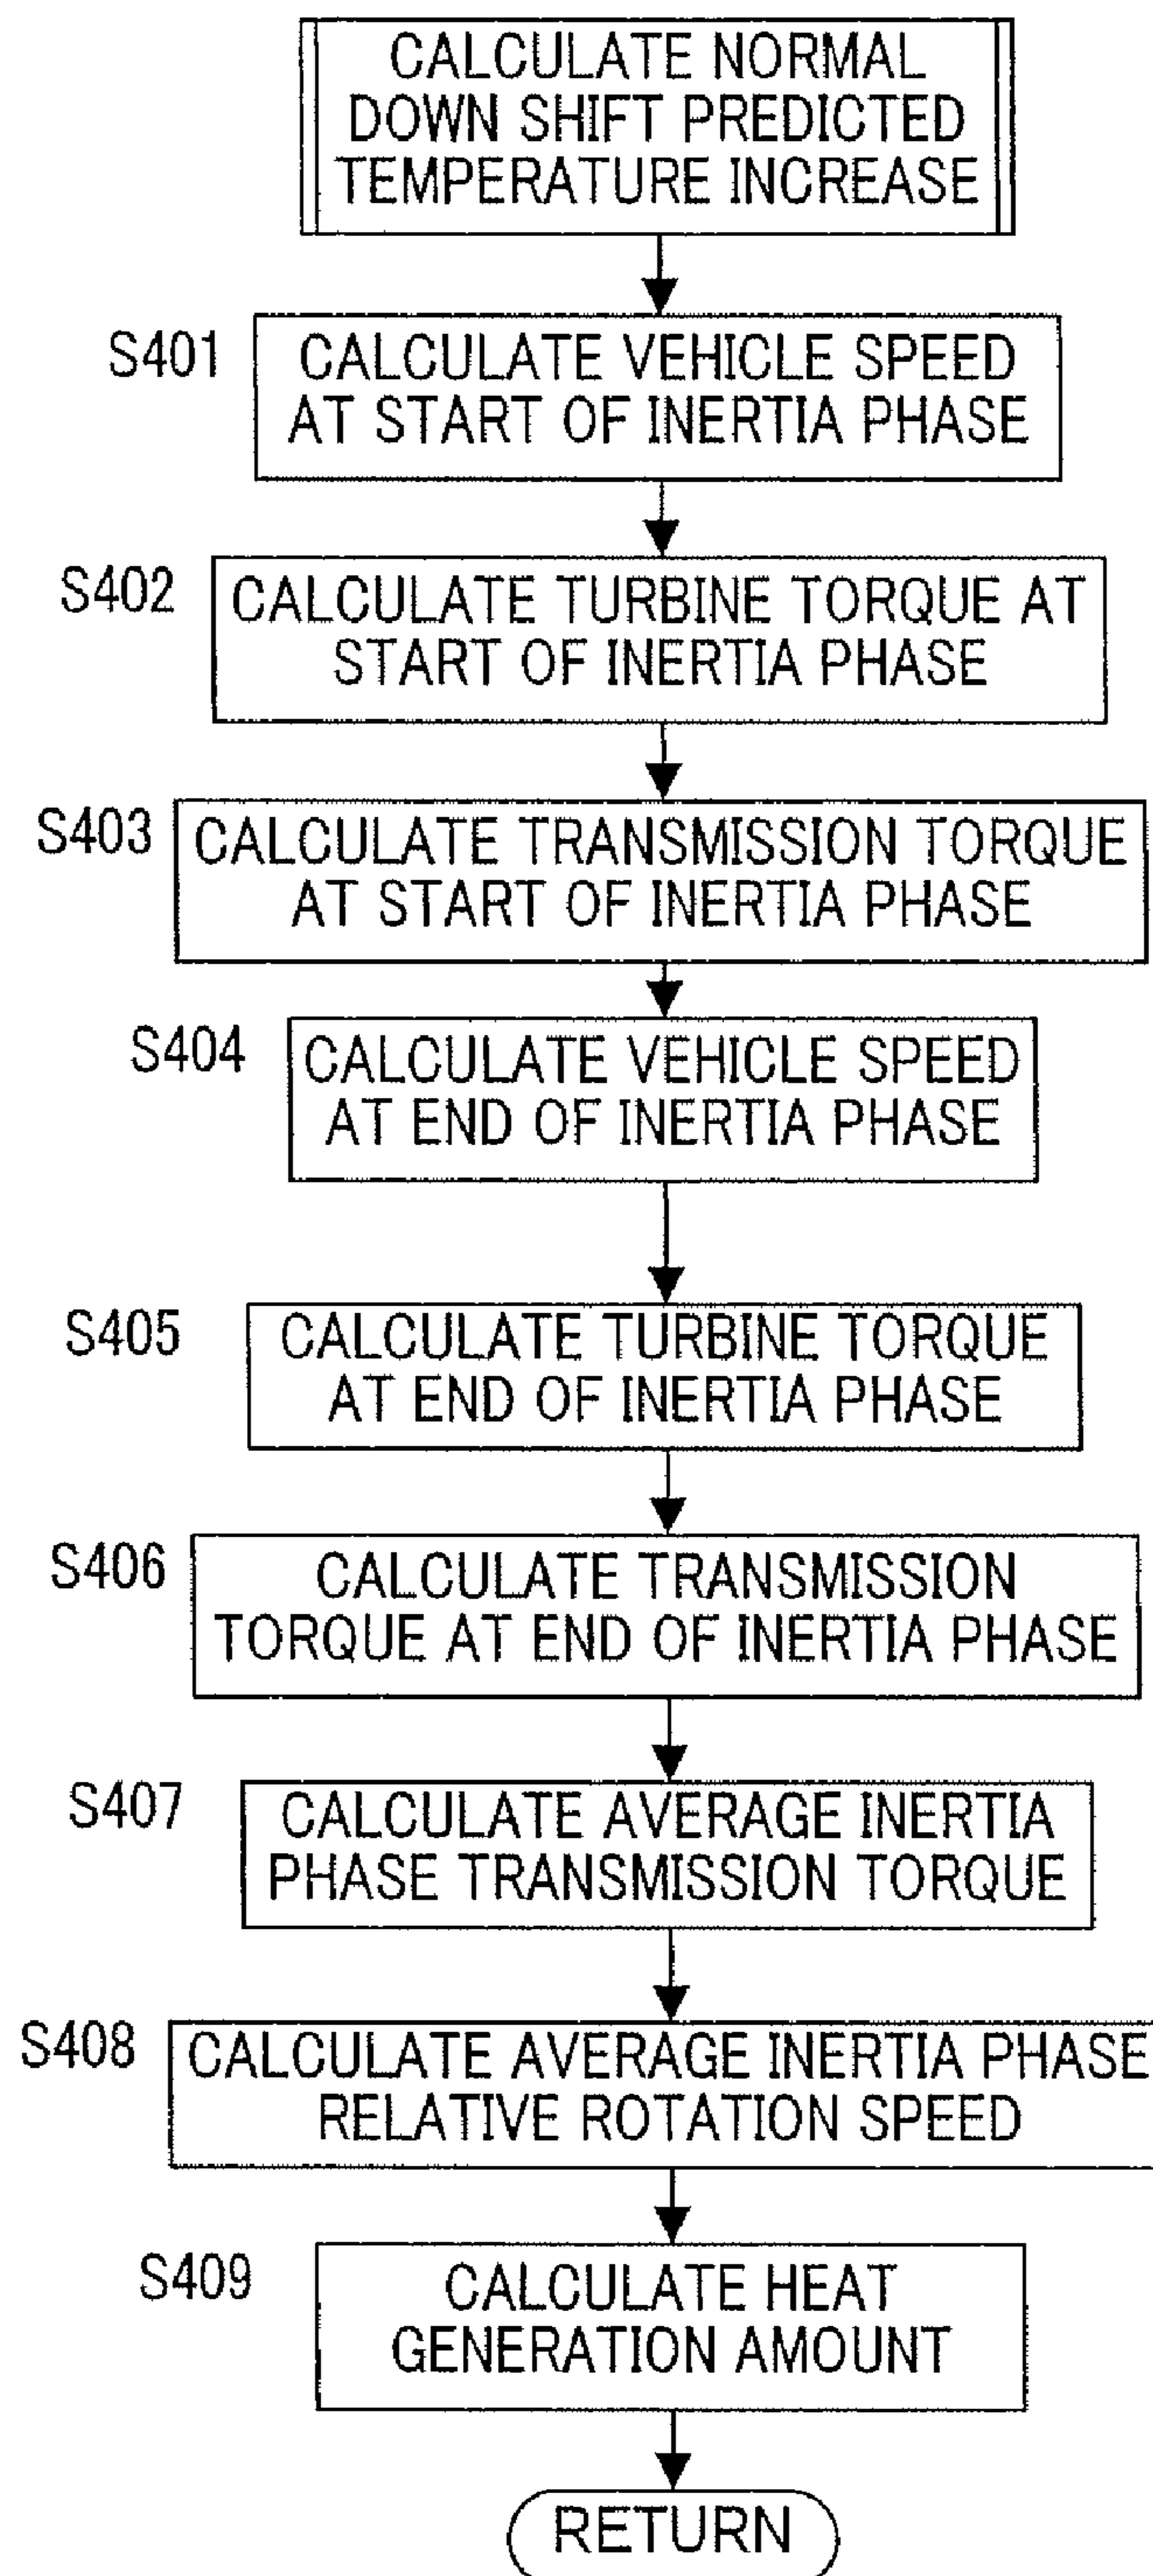 CALCULATE NORMAL
DOWN SHIFT PREDICTED
TEMPERATURE INCREASE
S401
CALCULATE VEHICLE SPEED
AT START OF INERTIA PHASE
S402
CALCULATE TURBINE TORQUE AT
START OF INERTIA PHASE
S403
CALCULATE TRANSMISSION TORQUE
AT START OF INERTIA PHASE
S404
CALCULATE VEHICLE SPEED
AT END OF INERTIA PHASE
S405
CALCULATE TURBINE TORQUE
AT END OF INERTIA PHASE
S406
CALCULATE TRANSMISSION
TORQUE AT END OF INERTIA PHASE
S407
CALCULATE AVERAGE INERTIA
PHASE TRANSMISSION TORQUE
S408
CALCULATE AVERAGE INERTIA PHASE
RELATIVE ROTATION SPEED
S409
CALCULATE HEAT
GENERATION AMOUNT
RETURN